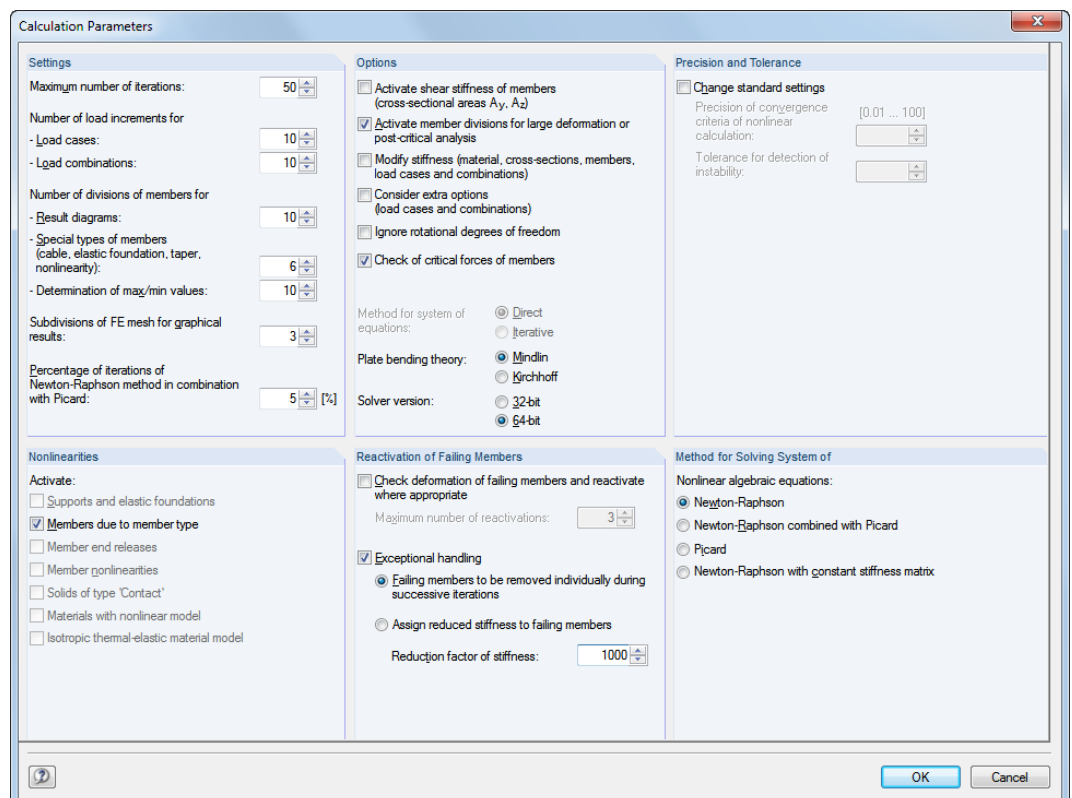 Calculation Parameters
Settings
Maximum number of iterations: 50
Number of load increments for
- Load cases: 10
- Load combinations: 10
Number of divisions of members for
- Result diagrams: 10
- Special types of members
(cable, elastic foundation, taper,
nonlinearity): 6
- Determination of max/min values: 10
Subdivisions of FE mesh for graphical
results: 3
Percentage of iterations of
Newton-Raphson method in combination
with Picard: 5 [%]
Options
Activate shear stiffness of members
(cross-sectional areas Ay, Az)
Activate member divisions for large deformation or
post-critical analysis
Modify stiffness (material, cross-sections, members,
load cases and combinations)
Consider extra options
(load cases and combinations)
Ignore rotational degrees of freedom
Check of critical forces of members
Method for system of
equations:
Direct
Iterative
Plate bending theory:
Mindlin
Kirchhoff
Solver version:
32-bit
64-bit
Precision and Tolerance
Change standard settings
Precision of convergence
criteria of nonlinear
calculation:
[0.01 ... 100]
Tolerance for detection of
instability:
Nonlinearities
Activate:
Supports and elastic foundations
Members due to member type
Member end releases
Member nonlinearities
Solids of type 'Contact'
Materials with nonlinear model
Isotropic thermal-elastic material model
Reactivation of Failing Members
Check deformation of failing members and reactivate
where appropriate
Maximum number of reactivations: 3
Exceptional handling
Failing members to be removed individually during
successive iterations
Assign reduced stiffness to failing members
Reduction factor of stiffness: 1000
Method for Solving System of
Nonlinear algebraic equations:
Newton-Raphson
Newton-Raphson combined with Picard
Picard
Newton-Raphson with constant stiffness matrix
OK
Cancel